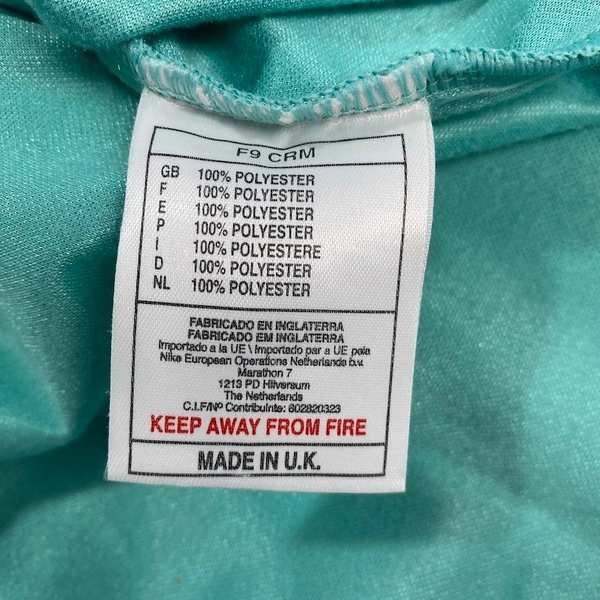 F9 CRM
GB 100% POLYESTER
F 100% POLYESTER
E 100% POLYESTER
P 100% POLYESTER
I 100% POLYESTERE
D 100% POLYESTER
NL 100% POLYESTER
FABRICADO EN INGLATERRA
FABRICADO EM INGLATERRA
Importado a la UE \ Importado par a UE pela
Nike European Operations Netherlands b.v.
Marathon 7
1213 PD Hilversum
The Netherlands
C.I.F/Nº Contribuinte: 602820323
KEEP AWAY FROM FIRE
MADE IN U.K.